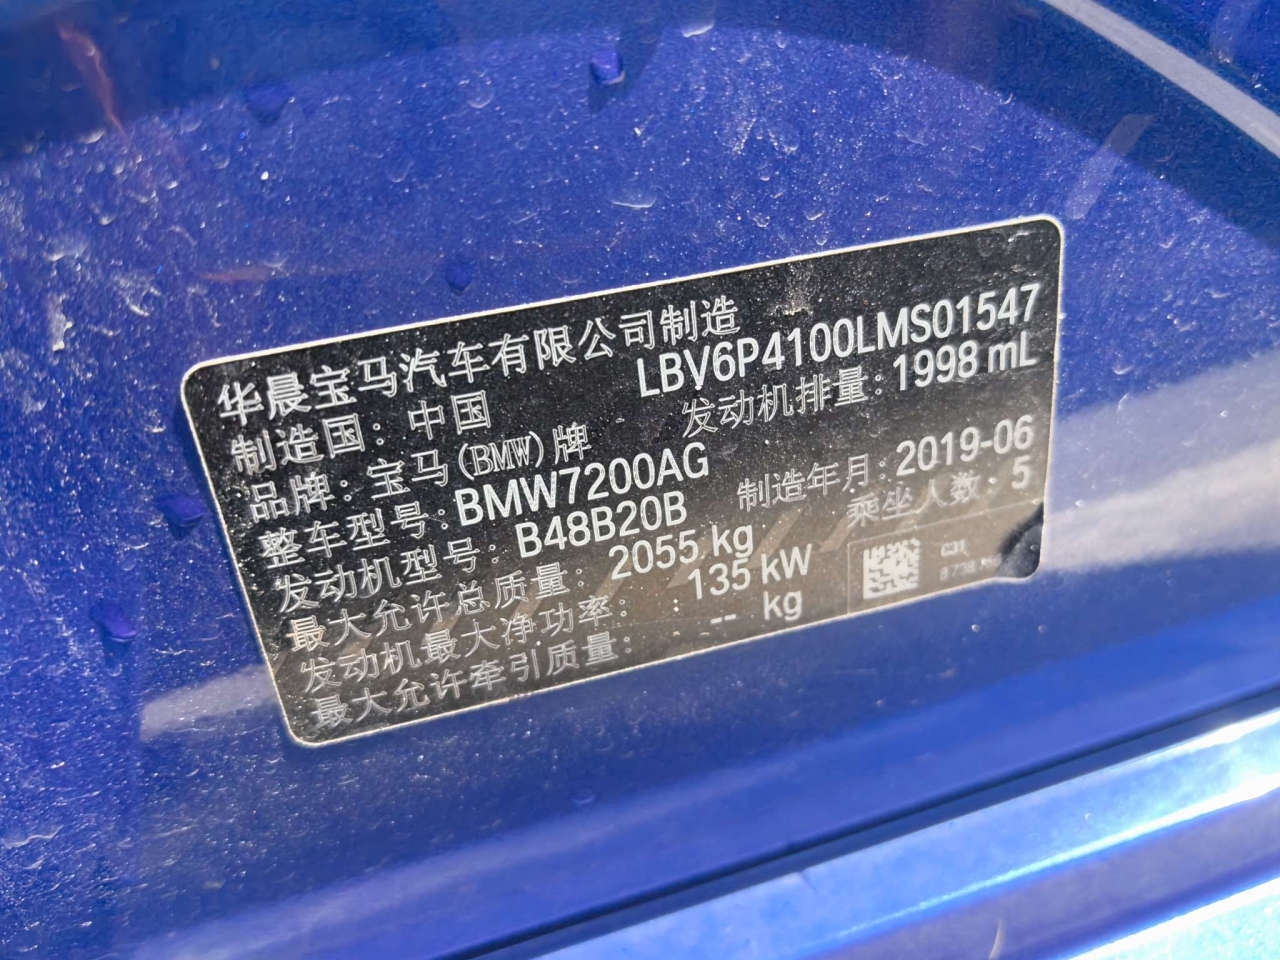 华晨宝马汽车有限公司制造
制造国：中国 LBV6P4100LMS01547
品牌：宝马(BMW)牌 发动机排量：1998 mL
整车型号：BMW7200AG
发动机型号：B48B20B 制造年月：2019-06
最大允许总质量：2055 kg 乘坐人数：5
发动机最大净功率：135 kW
最大允许牵引质量：-- kg